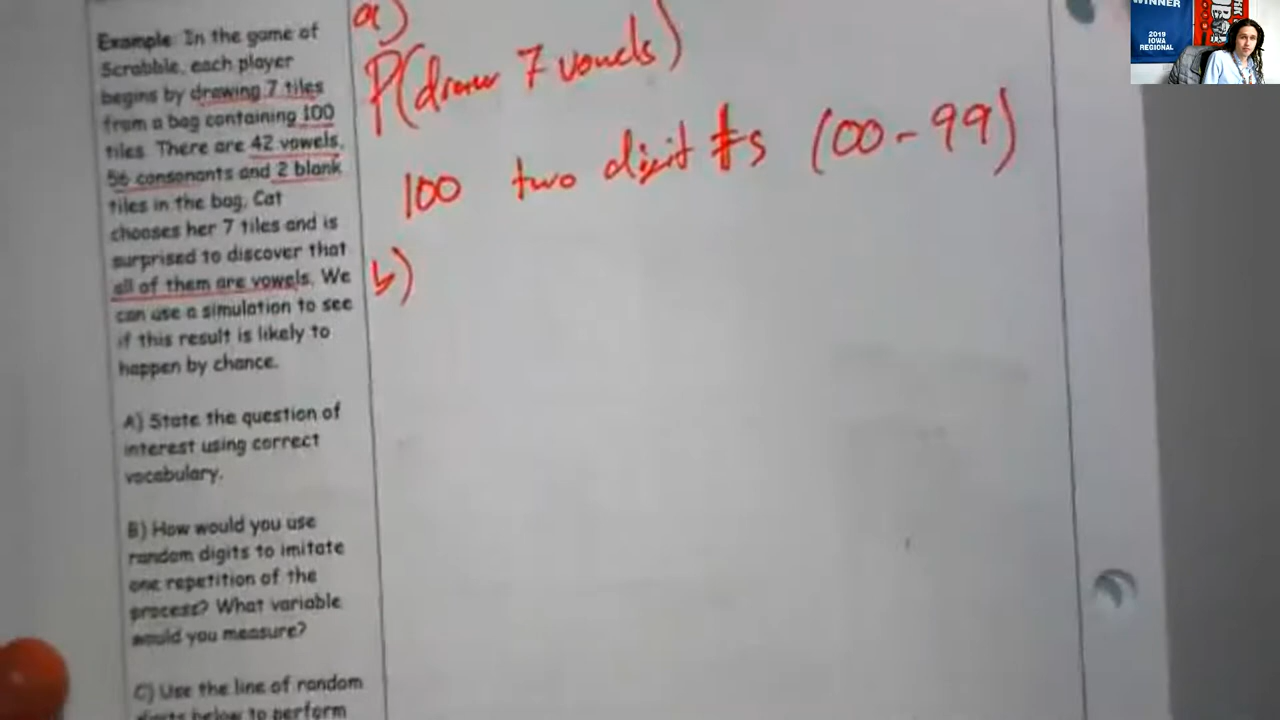 WINNER
2019
IOWA
REGIONAL
Example: In the game of
Scrabble, each player
begins by drawing 7 tiles
from a bag containing 100
tiles. There are 42 vowels,
56 consonants and 2 blank
tiles in the bag. Cat
chooses her 7 tiles and is
surprised to discover that
all of them are vowels. We
can use a simulation to see
if this result is likely to
happen by chance.
A) State the question of
interest using correct
vocabulary.
B) How would you use
random digits to imitate
one repetition of the
process? What variable
would you measure?
C) Use the line of random
digits below to perform
a)
P(draw 7 vowels)
100 two digit #s (00-99)
b)